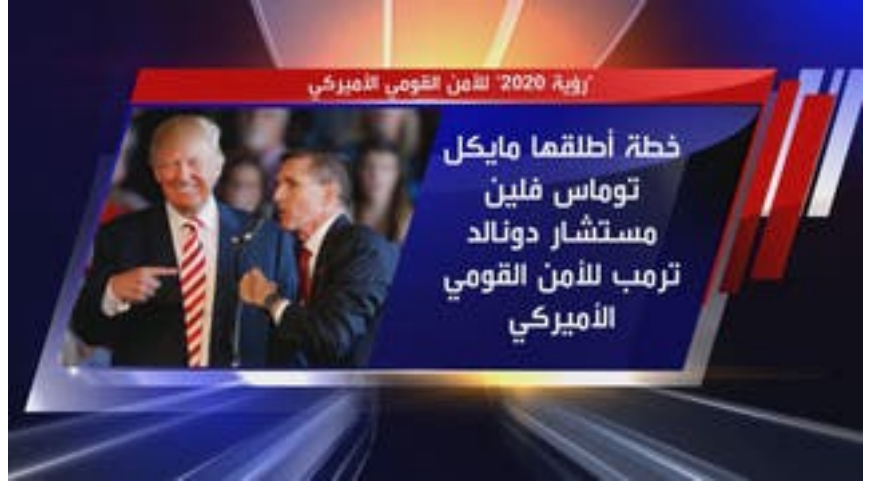 "رؤية 2020" للأمن القومي الأميركي
خطة أطلقها مايكل
توماس فلين
مستشار دونالد
ترمب للأمن القومي
الأميركي